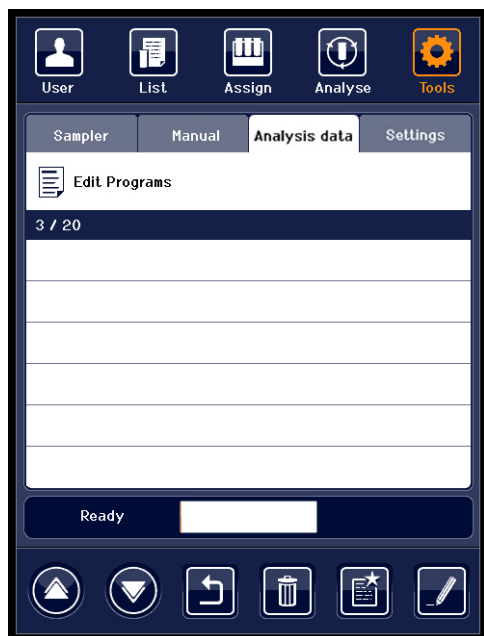 User List Assign Analyse Tools
Sampler Manual Analysis data Settings
Edit Programs
3 / 20
Ready